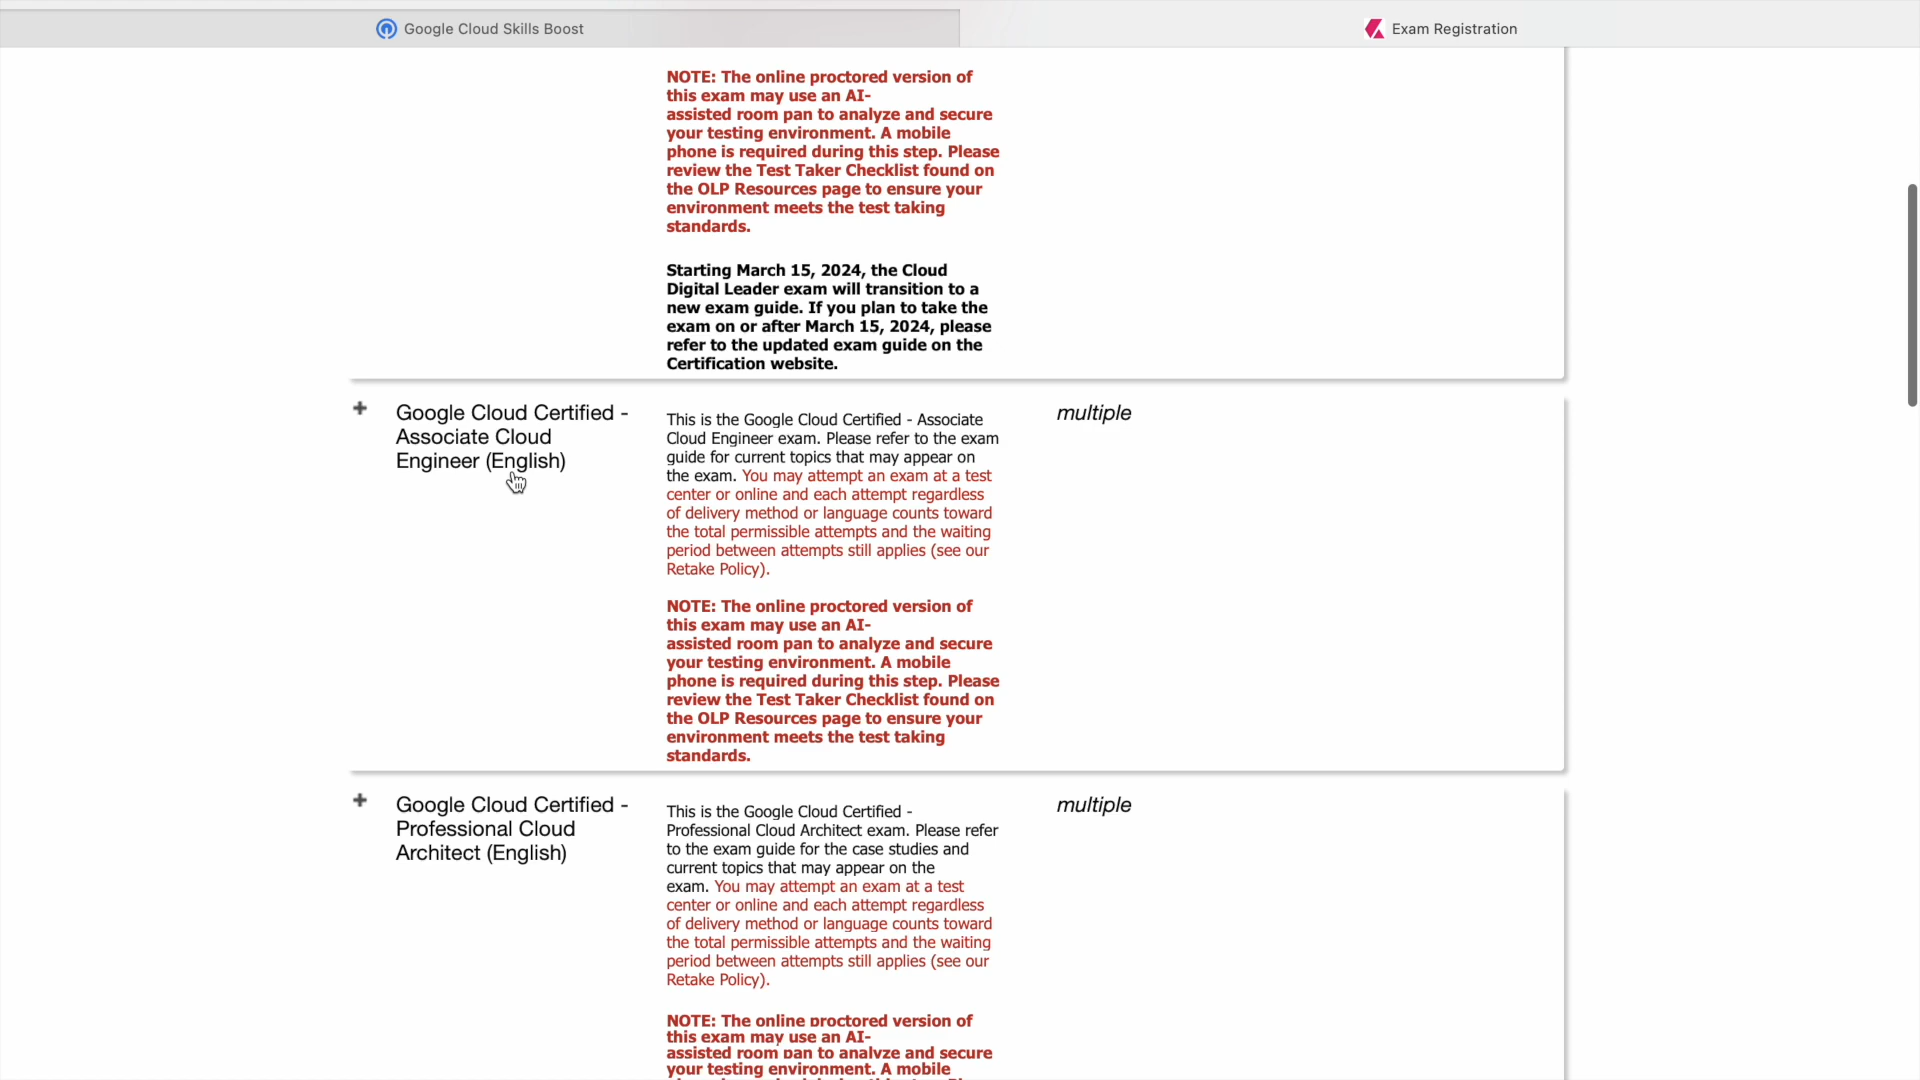 Google Cloud Skills Boost
Exam Registration
NOTE: The online proctored version of
this exam may use an AI-
assisted room pan to analyze and secure
your testing environment. A mobile
phone is required during this step. Please
review the Test Taker Checklist found on
the OLP Resources page to ensure your
environment meets the test taking
standards.
Starting March 15, 2024, the Cloud
Digital Leader exam will transition to a
new exam guide. If you plan to take the
exam on or after March 15, 2024, please
refer to the updated exam guide on the
Certification website.
Google Cloud Certified -
Associate Cloud
Engineer (English)
This is the Google Cloud Certified - Associate
Cloud Engineer exam. Please refer to the exam
guide for current topics that may appear on
the exam. You may attempt an exam at a test
center or online and each attempt regardless
of delivery method or language counts toward
the total permissible attempts and the waiting
period between attempts still applies (see our
Retake Policy).
NOTE: The online proctored version of
this exam may use an AI-
assisted room pan to analyze and secure
your testing environment. A mobile
phone is required during this step. Please
review the Test Taker Checklist found on
the OLP Resources page to ensure your
environment meets the test taking
standards.
multiple
Google Cloud Certified -
Professional Cloud
Architect (English)
This is the Google Cloud Certified -
Professional Cloud Architect exam. Please refer
to the exam guide for the case studies and
current topics that may appear on the
exam. You may attempt an exam at a test
center or online and each attempt regardless
of delivery method or language counts toward
the total permissible attempts and the waiting
period between attempts still applies (see our
Retake Policy).
NOTE: The online proctored version of
this exam may use an AI-
assisted room pan to analyze and secure
your testing environment. A mobile
multiple